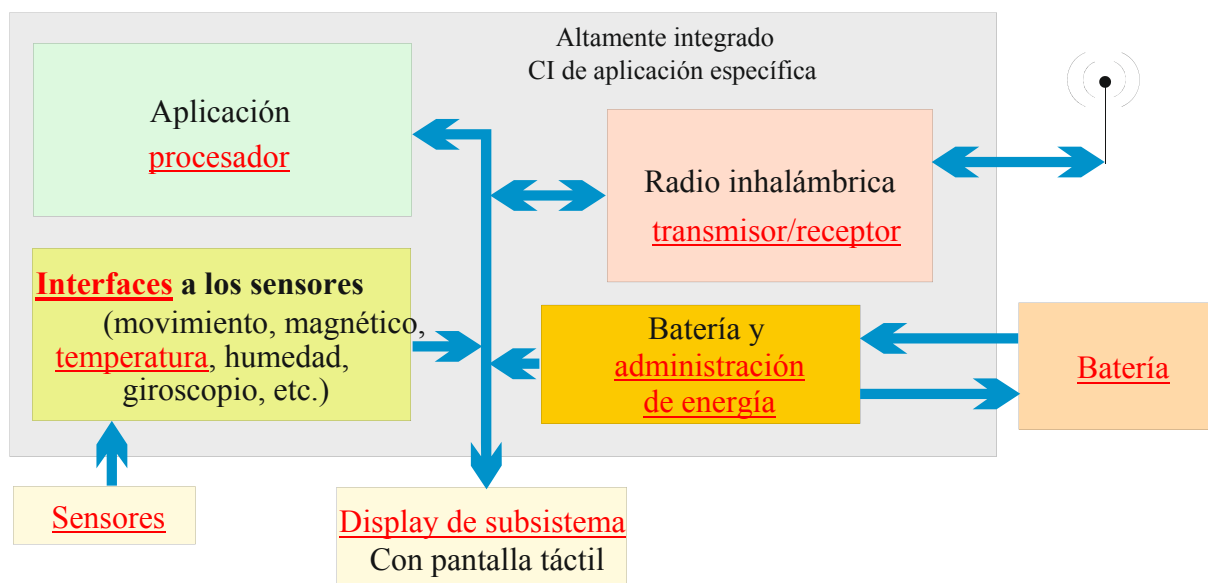 Altamente integrado
CI de aplicación específica
Aplicación
procesador
Radio inhalámbrica
transmisor/receptor
Interfaces a los sensores
(movimiento, magnético,
temperatura, humedad,
giroscopio, etc.)
Batería y
administración
de energía
Batería
Sensores
Display de subsistema
Con pantalla táctil